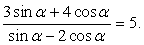 (3 sin α + 4 cos α) / (sin α − 2 cos α) = 5.